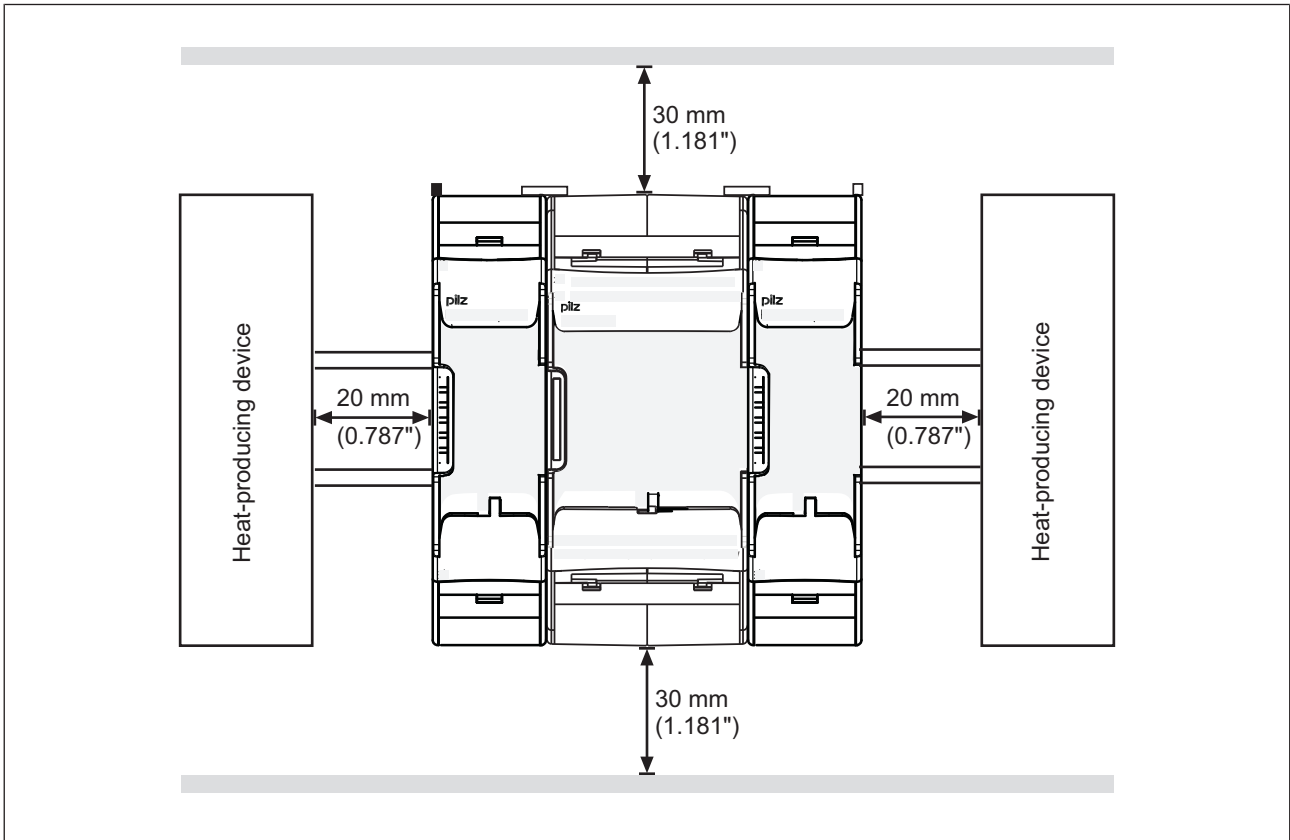 30 mm
(1.181")
pilz
pilz
pilz
Heat-producing device
20 mm
(0.787")
20 mm
(0.787")
Heat-producing device
30 mm
(1.181")